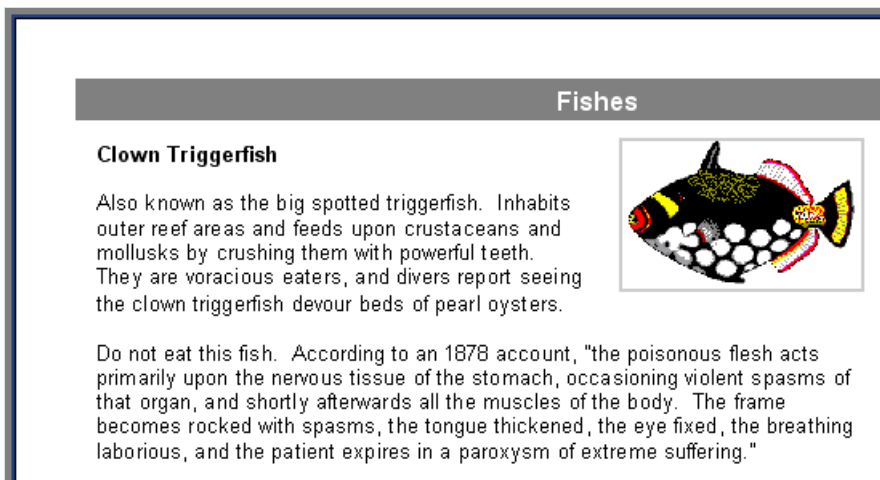 Fishes
Clown Triggerfish
Also known as the big spotted triggerfish.  Inhabits
outer reef areas and feeds upon crustaceans and
mollusks by crushing them with powerful teeth.
They are voracious eaters, and divers report seeing
the clown triggerfish devour beds of pearl oysters.
Do not eat this fish.  According to an 1878 account, "the poisonous flesh acts
primarily upon the nervous tissue of the stomach, occasioning violent spasms of
that organ, and shortly afterwards all the muscles of the body.  The frame
becomes rocked with spasms, the tongue thickened, the eye fixed, the breathing
laborious, and the patient expires in a paroxysm of extreme suffering."